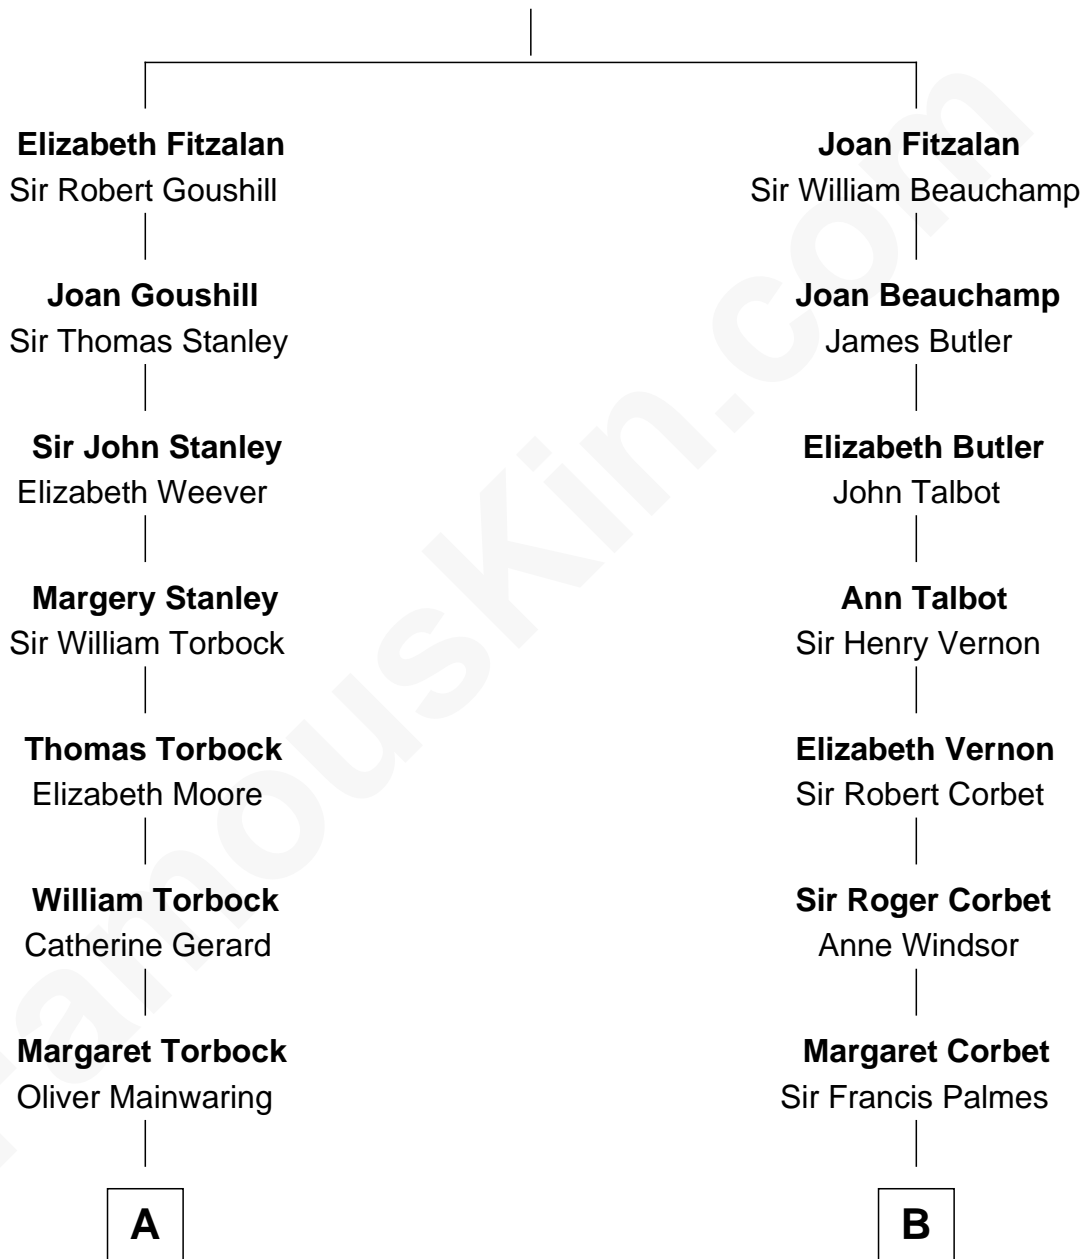 Elizabeth Fitzalan
Sir Robert Goushill
Joan Goushill
Sir Thomas Stanley
Sir John Stanley
Elizabeth Weever
Margery Stanley
Sir William Torbock
Thomas Torbock
Elizabeth Moore
William Torbock
Catherine Gerard
Margaret Torbock
Oliver Mainwaring
A
Joan Fitzalan
Sir William Beauchamp
Joan Beauchamp
James Butler
Elizabeth Butler
John Talbot
Ann Talbot
Sir Henry Vernon
Elizabeth Vernon
Sir Robert Corbet
Sir Roger Corbet
Anne Windsor
Margaret Corbet
Sir Francis Palmes
B
FamousKin.com